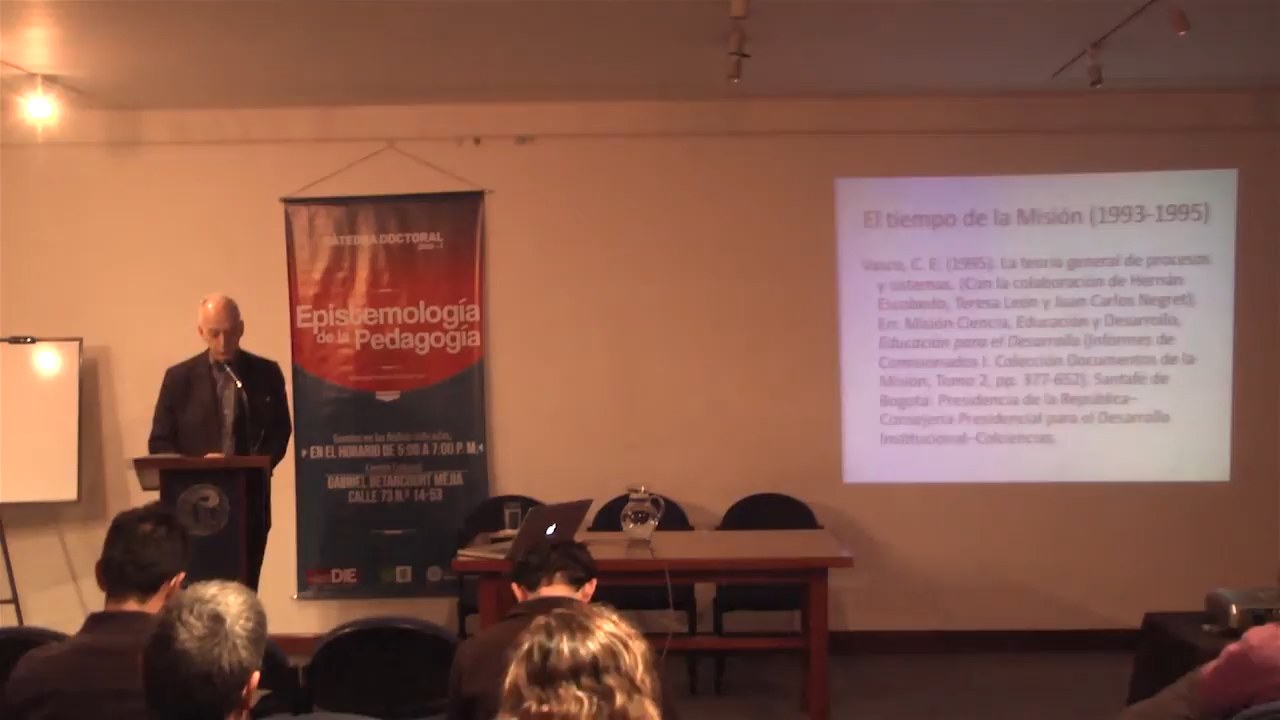 CÁTEDRA DOCTORAL
Epistemología
de la Pedagogía
EN EL HORARIO DE 5:00 A 7:00 P.M.
GABRIEL BETANCOURT MEJÍA
CALLE 73 N.º 14-53
DIE
El tiempo de la Misión (1993-1995)
Vasco, C. E. (1995). La teoría general de procesos
y sistemas. (Con la colaboración de Hernán
Escobedo, Teresa León y Juan Carlos Negret).
En: Misión Ciencia, Educación y Desarrollo,
Educación para el Desarrollo (Informes de
Comisionados I. Colección Documentos de la
Misión, Tomo 2, pp. 377-652). Santafé de
Bogotá: Presidencia de la República–
Consejería Presidencial para el Desarrollo
Institucional–Colciencias.